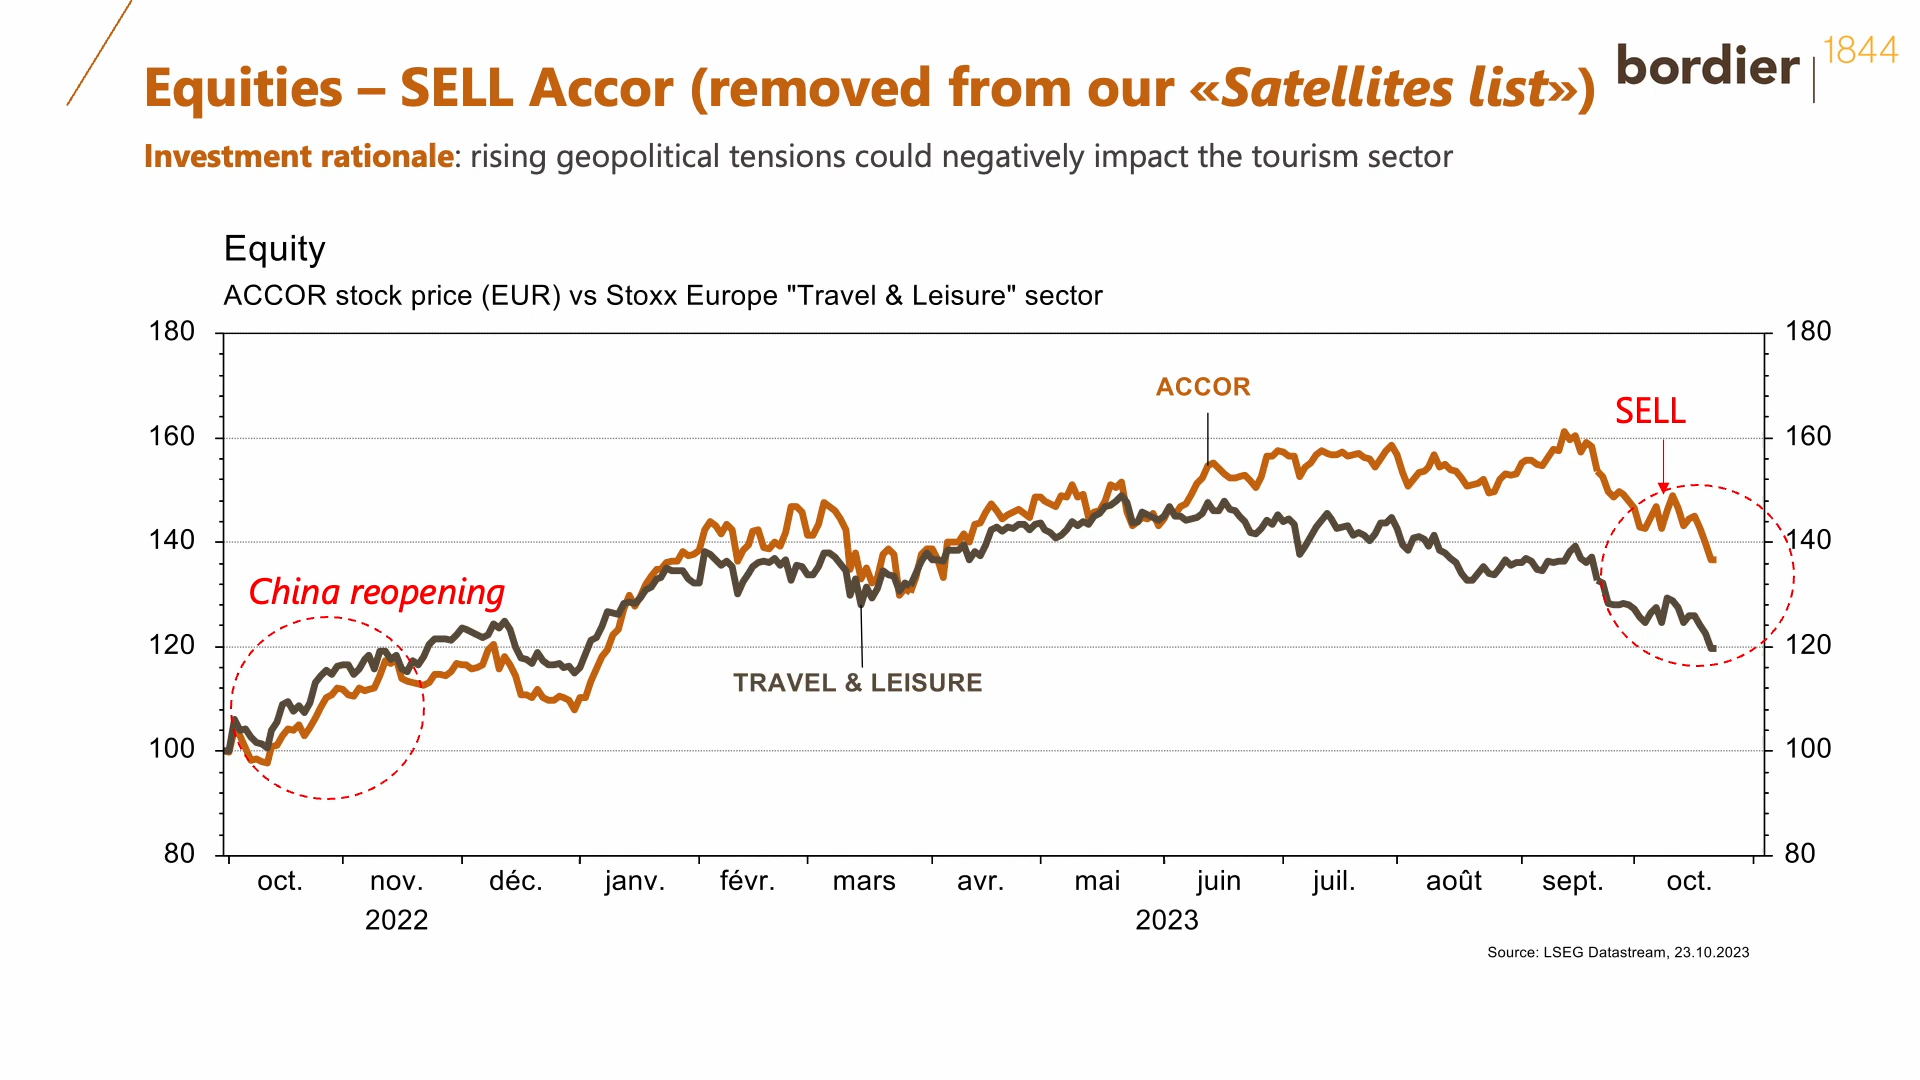 Equities – SELL Accor (removed from our «Satellites list»)
bordier
1844
Investment rationale: rising geopolitical tensions could negatively impact the tourism sector
Equity
ACCOR stock price (EUR) vs Stoxx Europe "Travel & Leisure" sector
180 180
ACCOR
SELL
160 160
140 140
China reopening
120 120
TRAVEL & LEISURE
100 100
80 80
oct. nov. déc. janv. févr. mars avr. mai juin juil. août sept. oct.
2022 2023
Source: LSEG Datastream, 23.10.2023